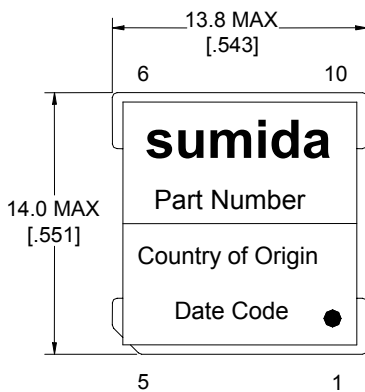 13.8 MAX
[.543]
6 10
sumida
Part Number
14.0 MAX
[.551]
Country of Origin
Date Code
5 1